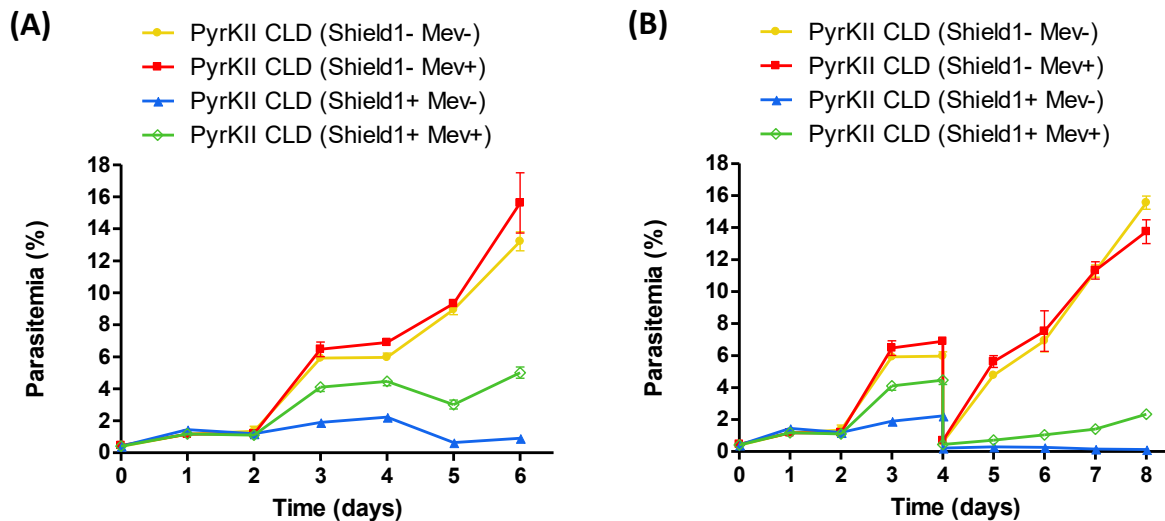 (A)
PyrKII CLD (Shield1- Mev-)
PyrKII CLD (Shield1- Mev+)
PyrKII CLD (Shield1+ Mev-)
PyrKII CLD (Shield1+ Mev+)
18
16
14
12
10
8
6
4
2
0
Parasitemia (%)
0 1 2 3 4 5 6
Time (days)
(B)
PyrKII CLD (Shield1- Mev-)
PyrKII CLD (Shield1- Mev+)
PyrKII CLD (Shield1+ Mev-)
PyrKII CLD (Shield1+ Mev+)
18
16
14
12
10
8
6
4
2
0
Parasitemia (%)
0 1 2 3 4 5 6 7 8
Time (days)